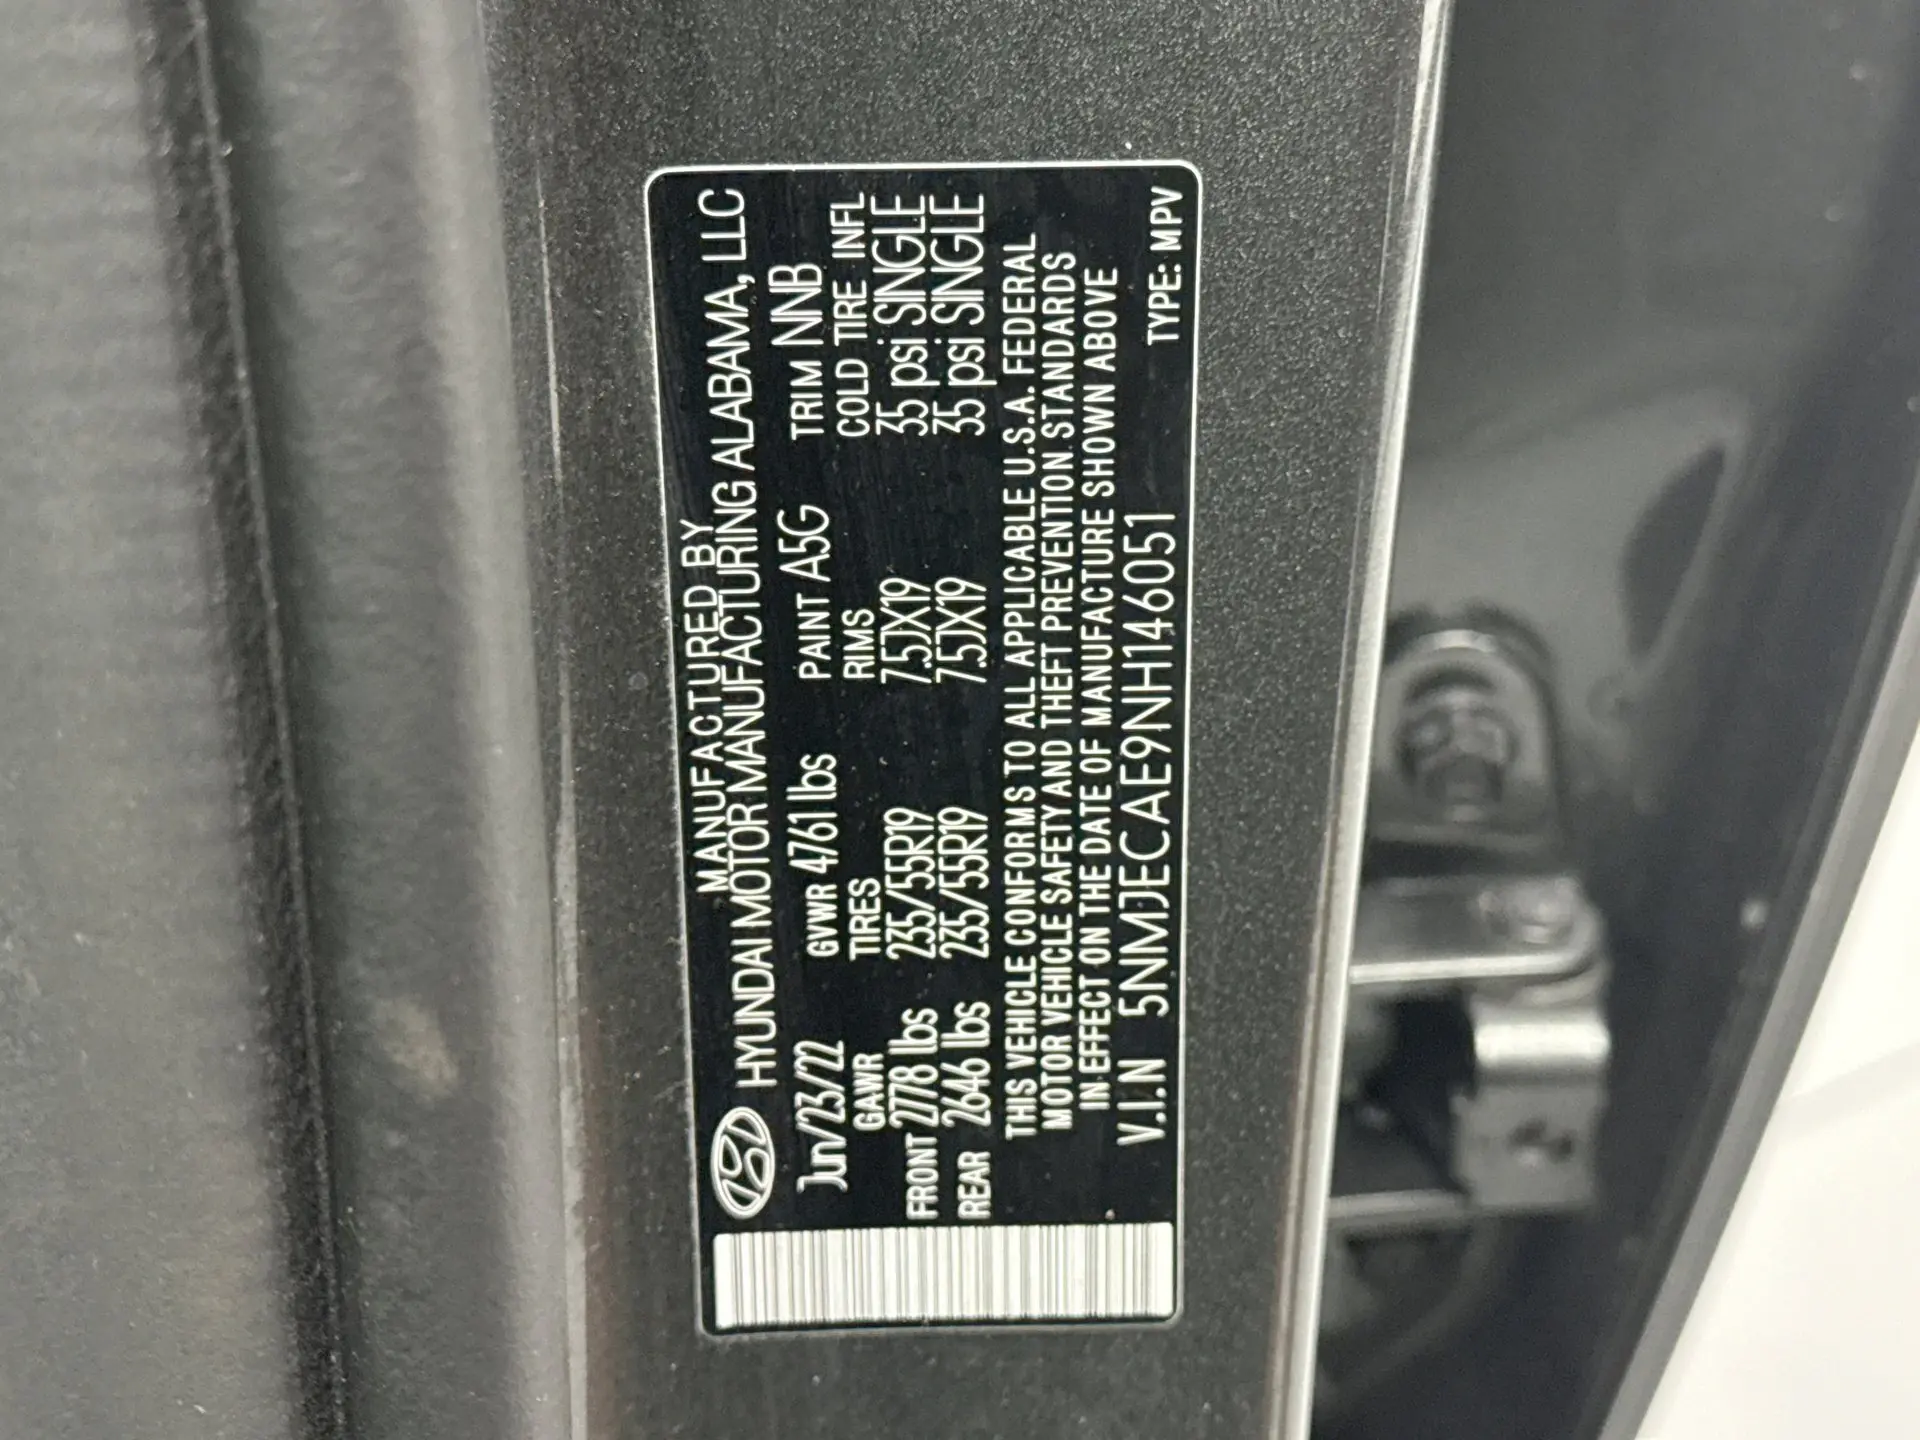 MANUFACTURED BY
HYUNDAI MOTOR MANUFACTURING ALABAMA, LLC
Jun/23/22 GVWR 4761 lbs PAINT A5G TRIM NNB
GAWR TIRES RIMS COLD TIRE INFL
FRONT 2778 lbs 235/55R19 7.5JX19 35 psi SINGLE
REAR 2646 lbs 235/55R19 7.5JX19 35 psi SINGLE
THIS VEHICLE CONFORMS TO ALL APPLICABLE U.S.A. FEDERAL
MOTOR VEHICLE SAFETY AND THEFT PREVENTION STANDARDS
IN EFFECT ON THE DATE OF MANUFACTURE SHOWN ABOVE
V.I.N 5NMJECAE9NH146051 TYPE: MPV